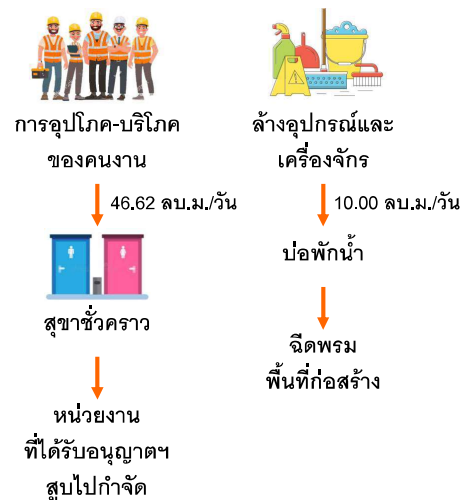 การอุปโภค-บริโภค
ของคนงาน
46.62 ลบ.ม./วัน
สุขาชั่วคราว
หน่วยงาน
ที่ได้รับอนุญาตฯ
สูบไปกำจัด
ล้างอุปกรณ์และ
เครื่องจักร
10.00 ลบ.ม./วัน
บ่อพักน้ำ
ฉีดพรม
พื้นที่ก่อสร้าง